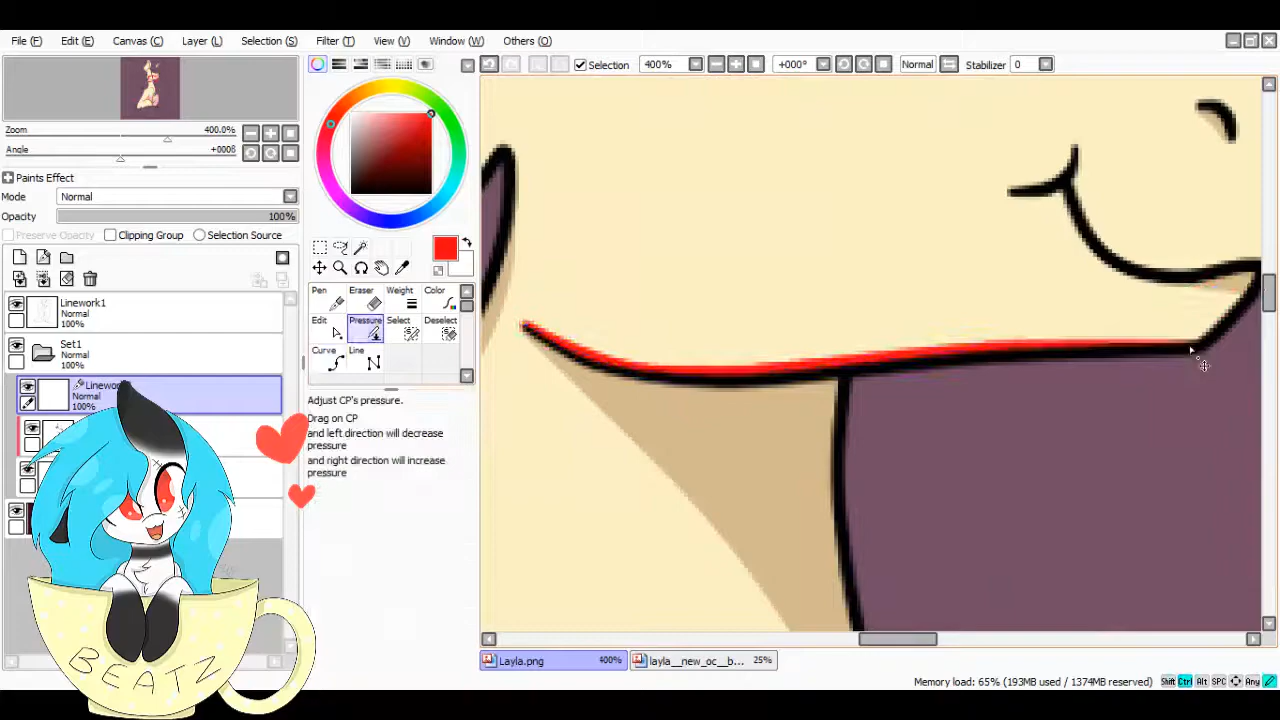 File (F) Edit (E) Canvas (C) Layer (L) Selection (S) Filter (T) View (V) Window (W) Others (O)
Selection 400% +000° Normal Stabilizer 0
Zoom 400.0%
Angle +0006
Paints Effect
Mode Normal
Opacity 100%
Preserve Opacity Clipping Group Selection Source
Linework1
Normal
100%
Set1
Normal
100%
Linework
Normal
100%
Pen Eraser Weight Color
Edit Pressure Select Deselect
Curve Line
Adjust CP's pressure.
Drag on CP
and left direction will decrease
pressure
and right direction will increase
pressure
BEATZ
Layla.png 400% layla__new_oc__b... 25%
Memory load: 65% (193MB used / 1374MB reserved) Shift Ctrl Alt SPC Any